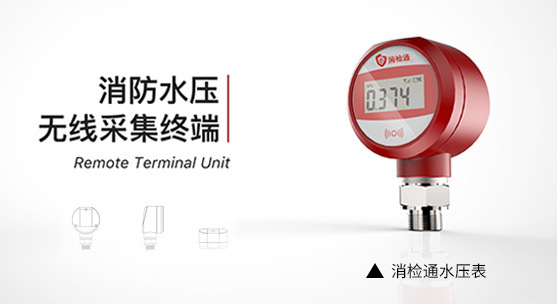 消防水压
无线采集终端
Remote Terminal Unit
消检通
0.374
▲ 消检通水压表